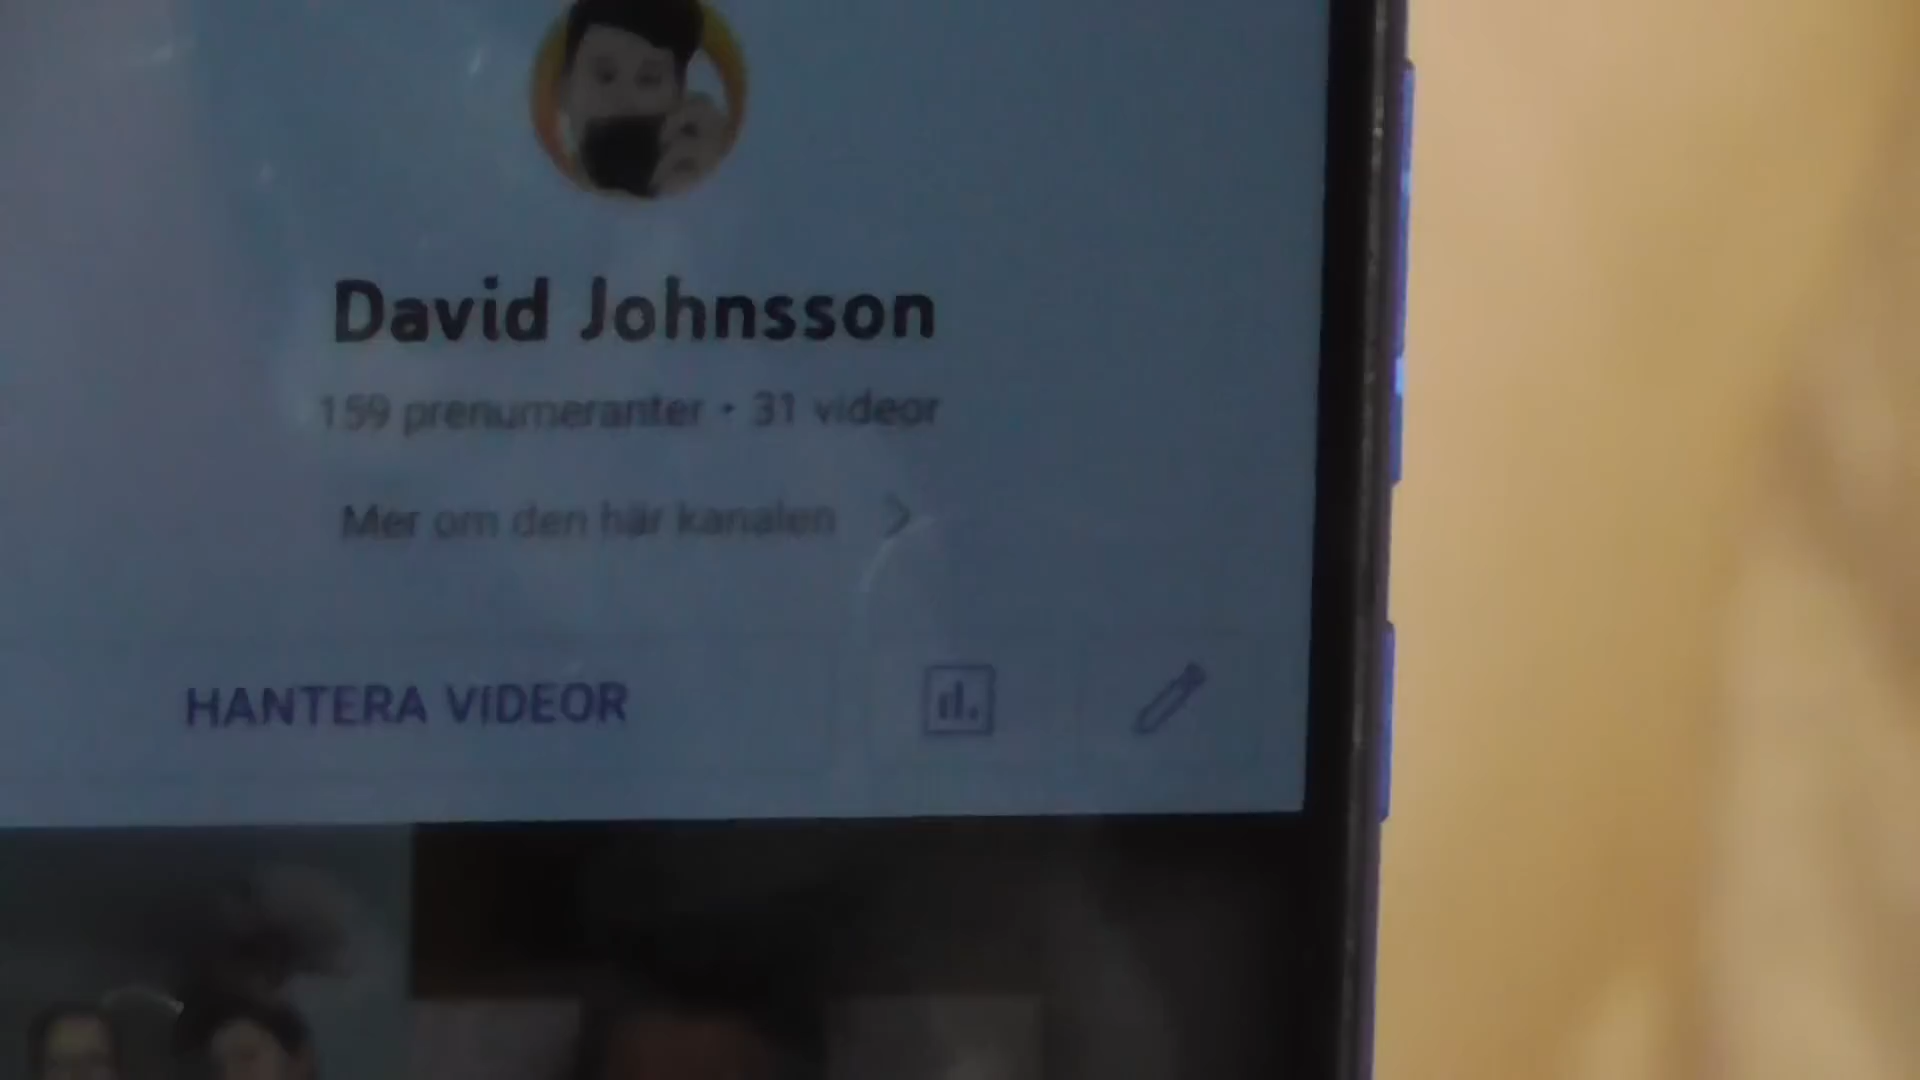 David Johnsson
159 prenumeranter • 31 videor
Mer om den här kanalen
HANTERA VIDEOR